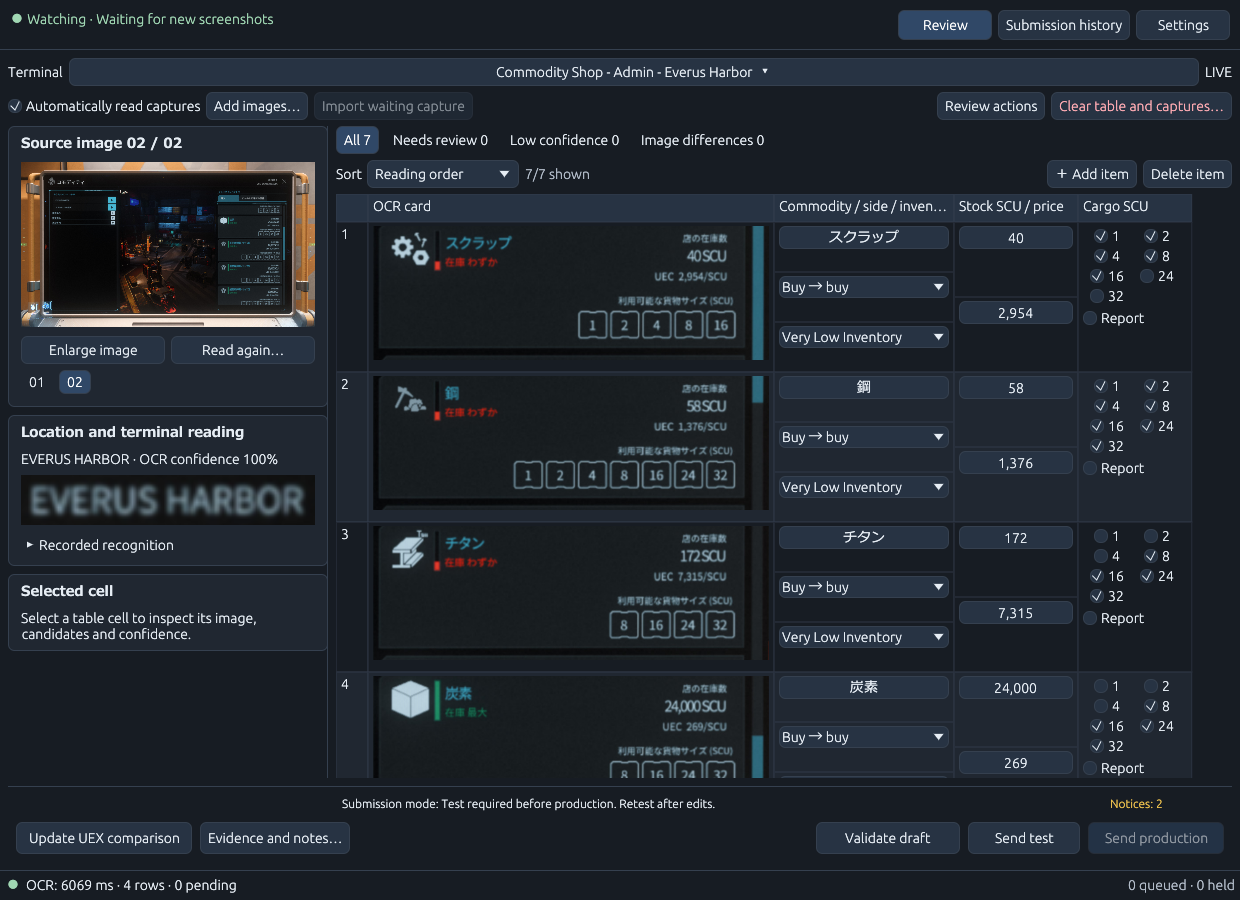 Watching · Waiting for new screenshots
Review
Submission history
Settings
Terminal
Commodity Shop - Admin - Everus Harbor
LIVE
Automatically read captures
Add images…
Import waiting capture
Review actions
Clear table and captures…
Source image 02 / 02
Enlarge image
Read again…
01
02
Location and terminal reading
EVERUS HARBOR · OCR confidence 100%
EVERUS HARBOR
Recorded recognition
Selected cell
Select a table cell to inspect its image,
candidates and confidence.
All 7
Needs review 0
Low confidence 0
Image differences 0
Sort
Reading order
7/7 shown
+ Add item
Delete item
OCR card
Commodity / side / inven…
Stock SCU / price
Cargo SCU
1
スクラップ
在庫 わずか
店の在庫数
40SCU
UEC 2,954/SCU
利用可能な貨物サイズ (SCU)
1 2 4 8 16
スクラップ
Buy → buy
Very Low Inventory
40
2,954
1 2
4 8
16 24
32
Report
2
鋼
在庫 わずか
店の在庫数
58SCU
UEC 1,376/SCU
利用可能な貨物サイズ (SCU)
1 2 4 8 16 24 32
鋼
Buy → buy
Very Low Inventory
58
1,376
1 2
4 8
16 24
32
Report
3
チタン
在庫 わずか
店の在庫数
172SCU
UEC 7,315/SCU
利用可能な貨物サイズ (SCU)
8 16 24 32
チタン
Buy → buy
Very Low Inventory
172
7,315
1 2
4 8
16 24
32
Report
4
炭素
在庫 最大
店の在庫数
24,000SCU
UEC 269/SCU
利用可能な貨物サイズ (SCU)
8 16 24 32
炭素
Buy → buy
24,000
269
1 2
4 8
16 24
32
Report
Submission mode: Test required before production. Retest after edits.
Notices: 2
Update UEX comparison
Evidence and notes…
Validate draft
Send test
Send production
OCR: 6069 ms · 4 rows · 0 pending
0 queued · 0 held